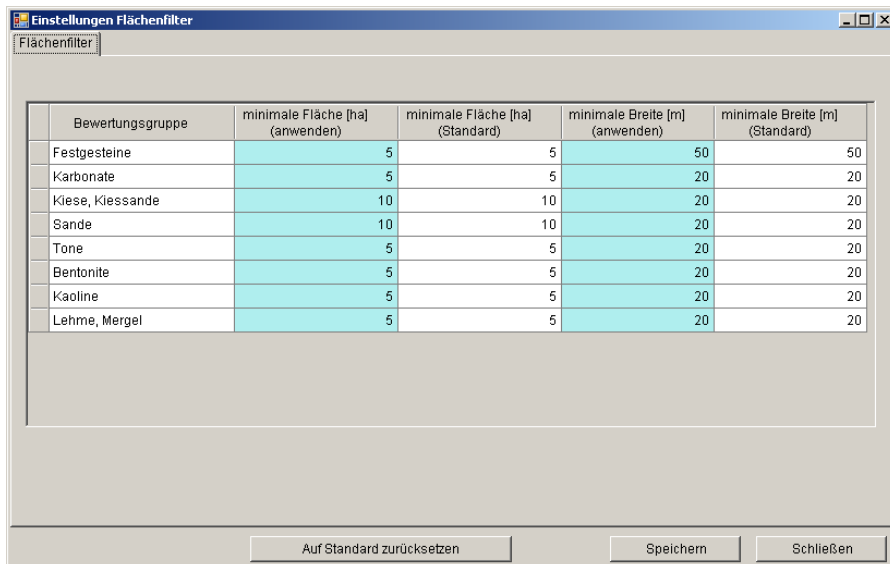 Einstellungen Flächenfilter
Flächenfilter
Bewertungsgruppe minimale Fläche [ha] (anwenden) minimale Fläche [ha] (Standard) minimale Breite [m] (anwenden) minimale Breite [m] (Standard)
Festgesteine 5 5 50 50
Karbonate 5 5 20 20
Kiese, Kiessande 10 10 20 20
Sande 10 10 20 20
Tone 5 5 20 20
Bentonite 5 5 20 20
Kaoline 5 5 20 20
Lehme, Mergel 5 5 20 20
Auf Standard zurücksetzen Speichern Schließen